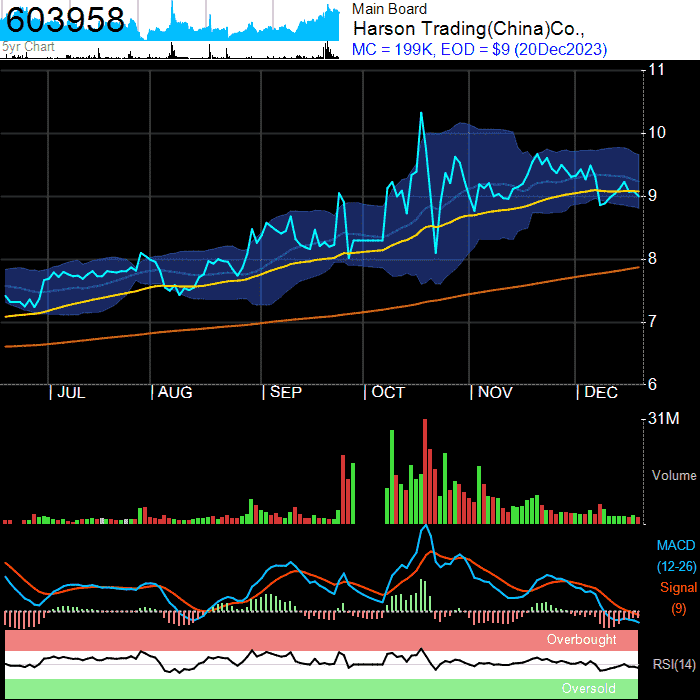 603958
5yr Chart
Main Board
Harson Trading(China)Co.,
MC = 199K, EOD = $9 (20Dec2023)
11
10
9
8
7
6
| JUL | AUG | SEP | OCT | NOV | DEC
31M
Volume
MACD
(12-26)
Signal
(9)
Overbought
RSI(14)
Oversold